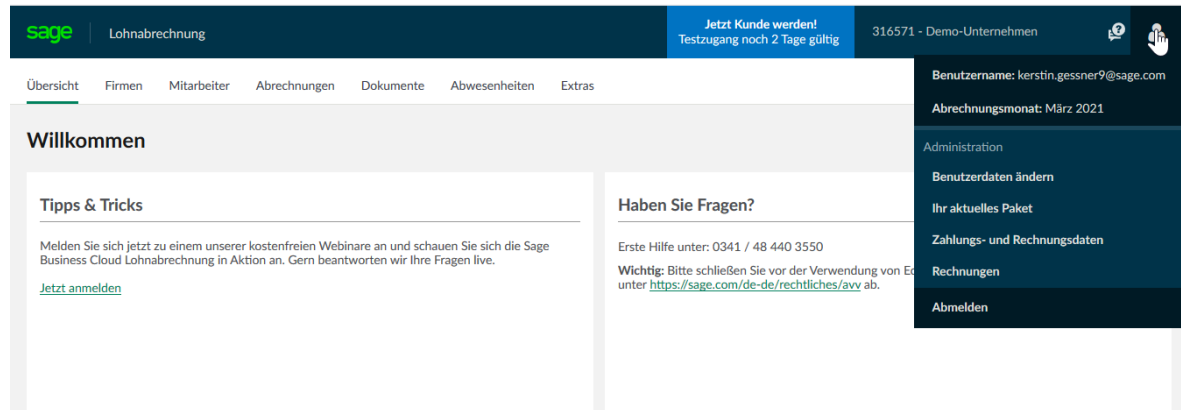 sage
Lohnabrechnung
Jetzt Kunde werden!
Testzugang noch 2 Tage gültig
316571 - Demo-Unternehmen
Übersicht Firmen Mitarbeiter Abrechnungen Dokumente Abwesenheiten Extras
Benutzername: kerstin.gessner9@sage.com
Abrechnungsmonat: März 2021
Administration
Benutzerdaten ändern
Ihr aktuelles Paket
Zahlungs- und Rechnungsdaten
Rechnungen
Abmelden
Willkommen
Tipps & Tricks
Melden Sie sich jetzt zu einem unserer kostenfreien Webinare an und schauen Sie sich die Sage
Business Cloud Lohnabrechnung in Aktion an. Gern beantworten wir Ihre Fragen live.
Jetzt anmelden
Haben Sie Fragen?
Erste Hilfe unter: 0341 / 48 440 3550
Wichtig: Bitte schließen Sie vor der Verwendung von
unter https://sage.com/de-de/rechtliches/avv ab.